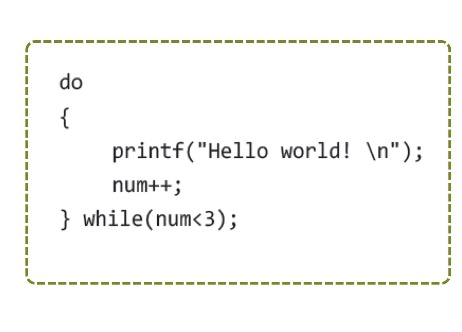 do
{
printf("Hello world! \n");
num++;
} while(num<3);